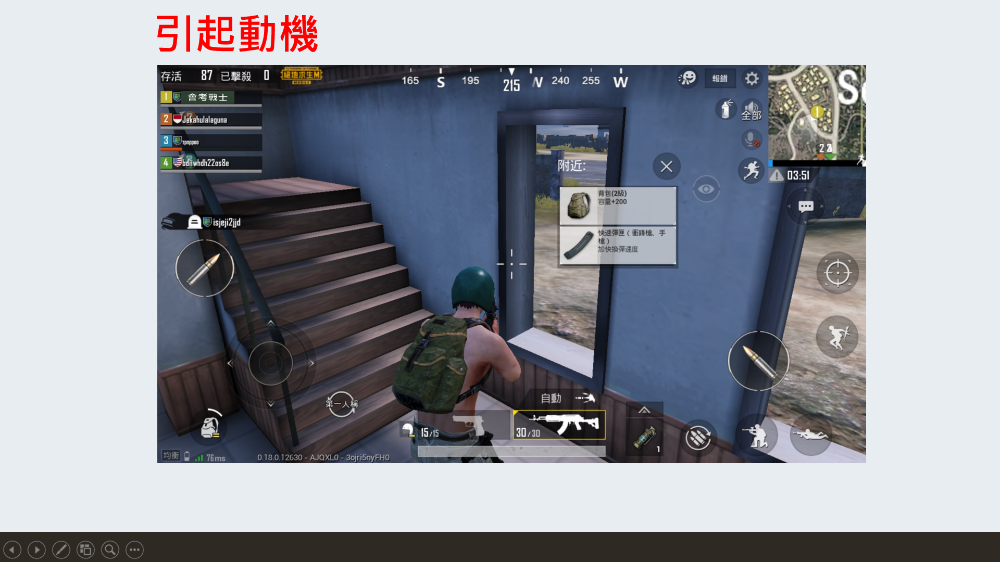 引起動機
存活 87 已擊殺 0 絕地求生M
MOBILE
165 S 195 215 W 240 255 W
報錯
1 會考戰士
2 Jekahulalaguna
3 трпрроо
4 bdiiwhdh22os8e
全部
22
03:51
附近:
背包(2級)
容量+200
快速彈匣(衝鋒槍、手
槍)
加快換彈速度
isjeji2jjd
第一人稱
自動
15/15
30/30
1
均衡 76ms
0.18.0.12630 - AJQXL0 - 3ojri5nyFH0